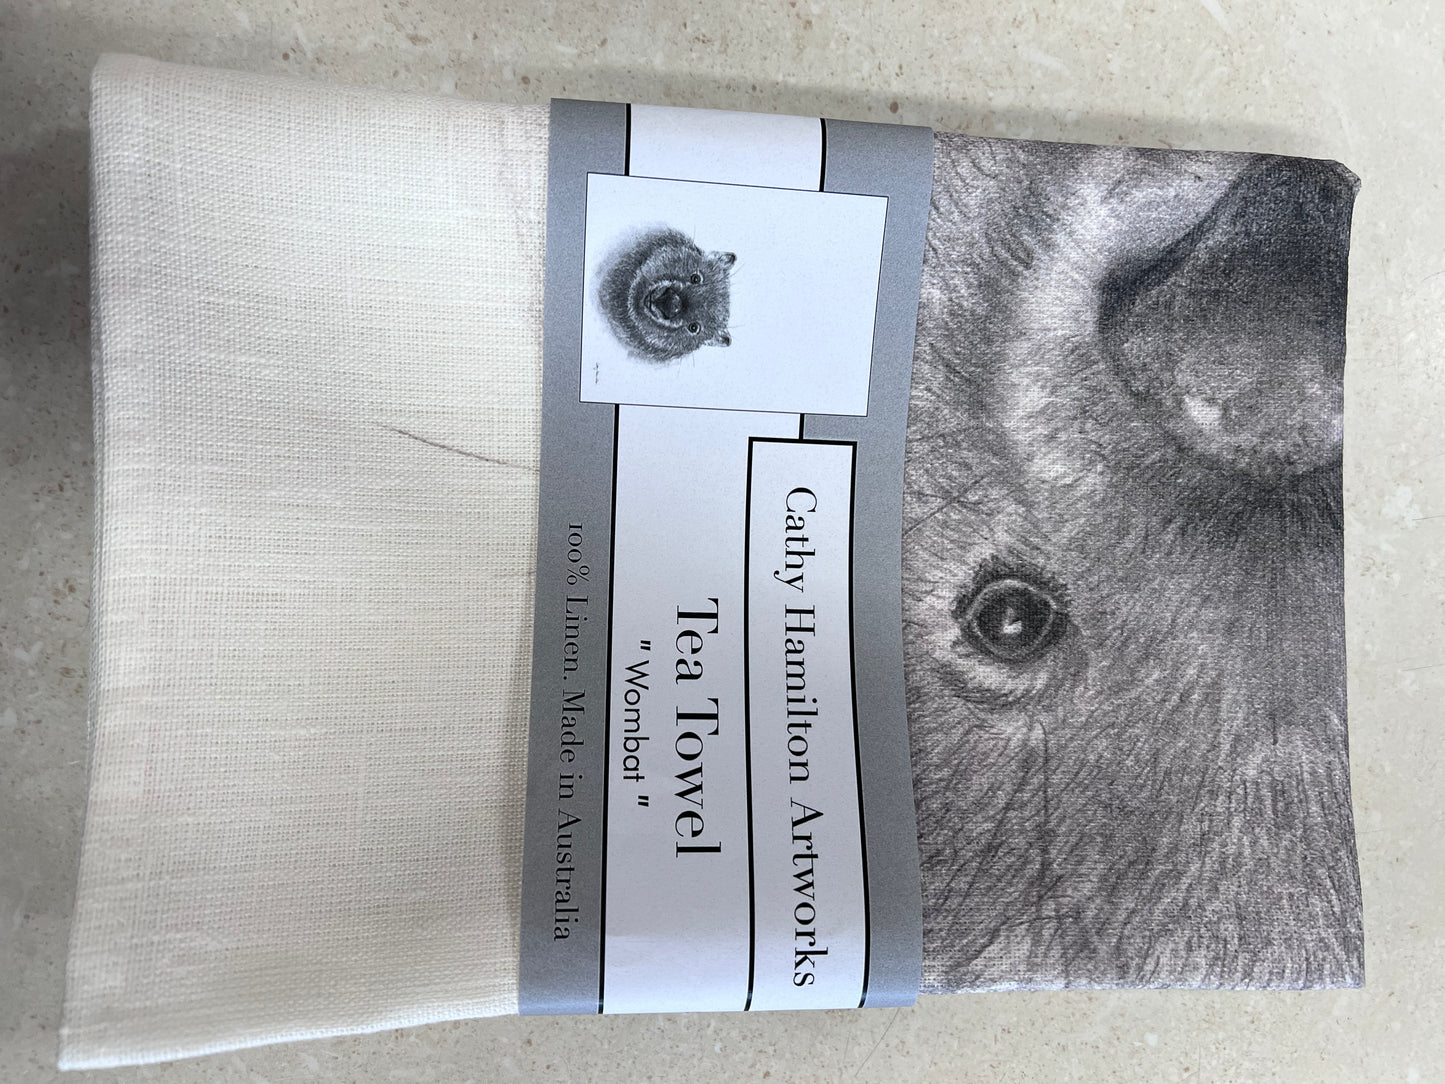 Cathy Hamilton Artworks
Tea Towel
"Wombat"
100% Linen. Made in Australia